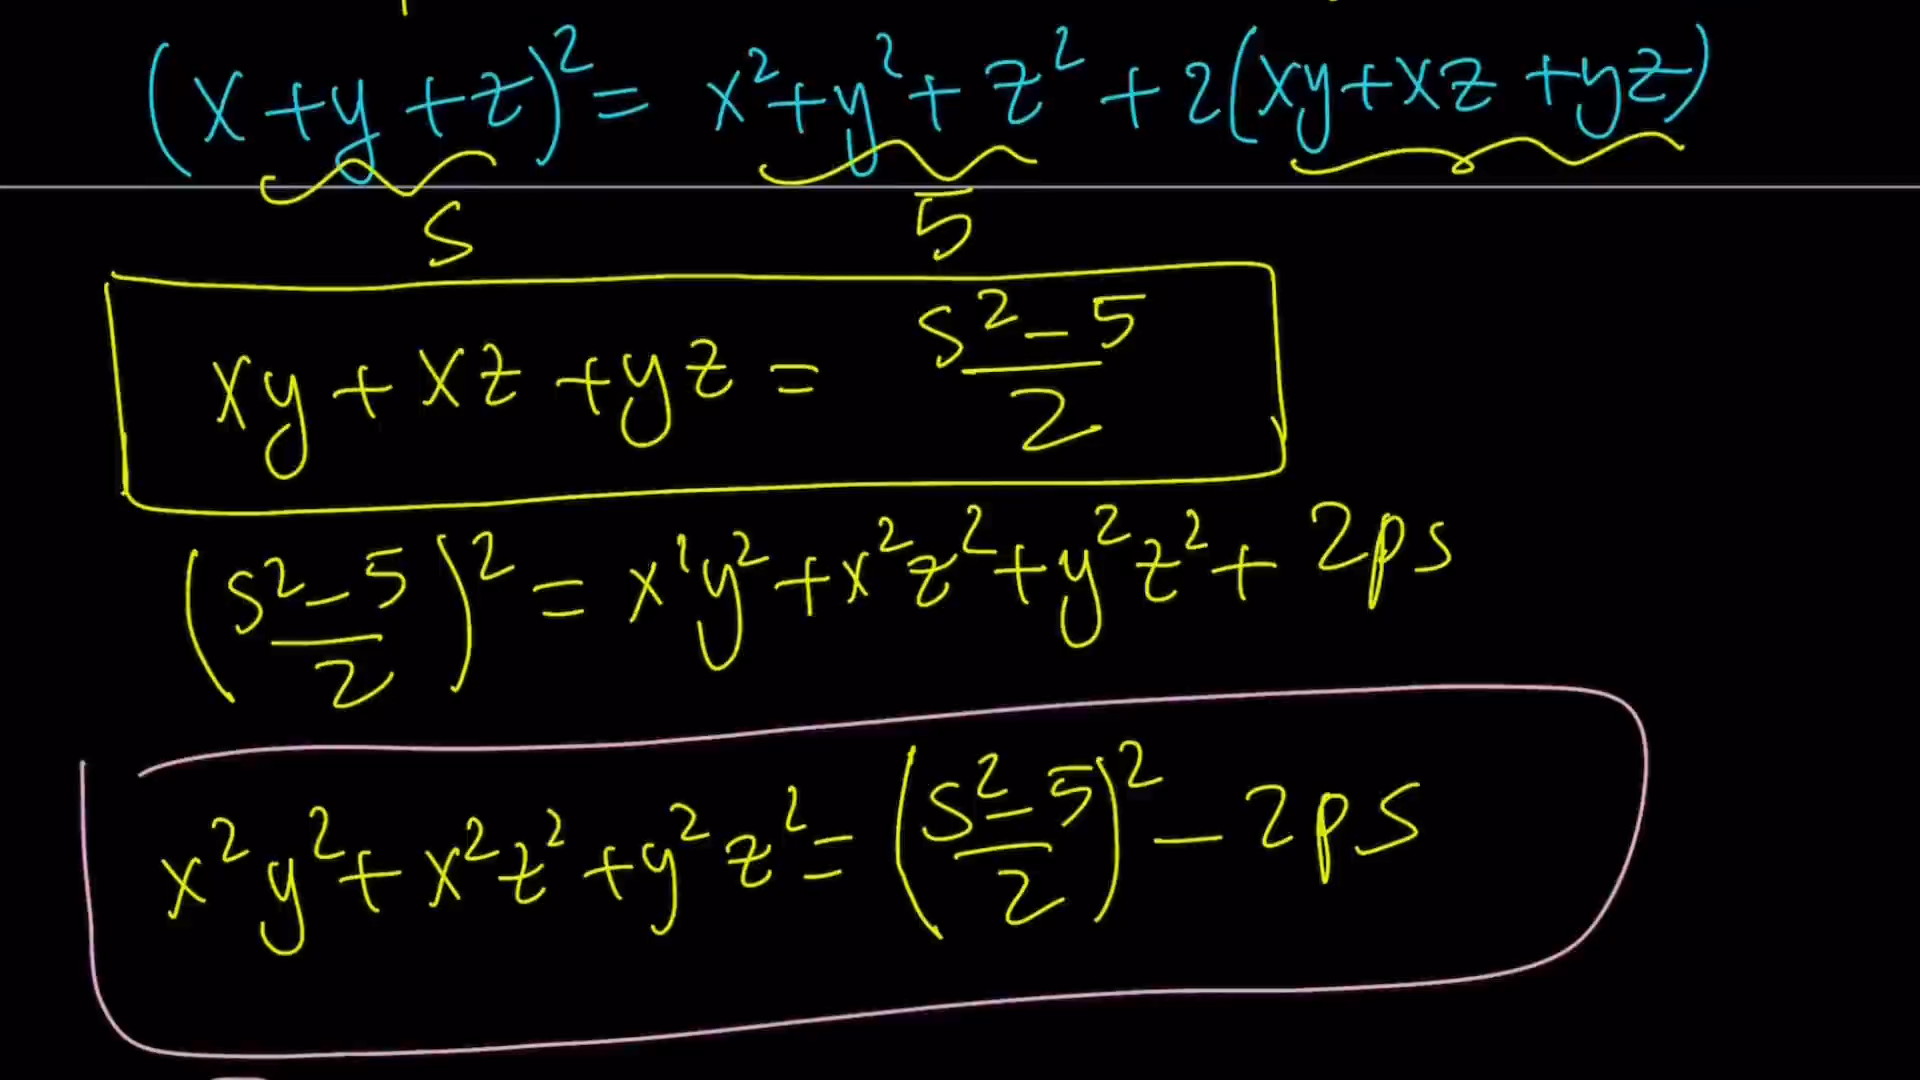 (x+y+z)² = x²+y²+z²+2(xy+xz+yz)
s 5
xy+xz+yz = (s²-5)/2
((s²-5)/2)² = x²y²+x²z²+y²z²+2ps
x²y²+x²z²+y²z² = ((s²-5)/2)² - 2ps